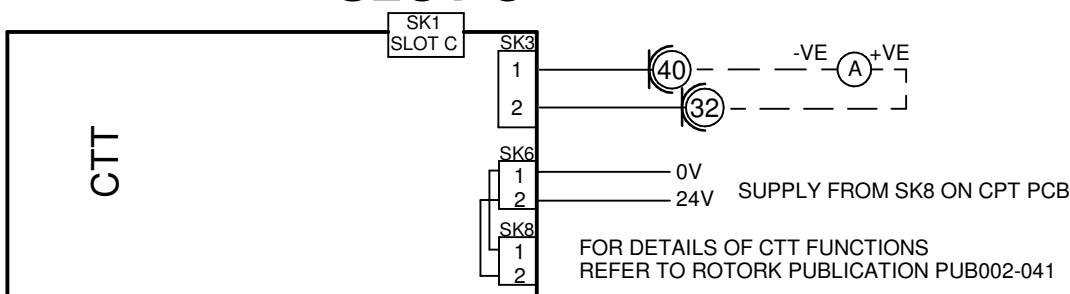 SK1
SLOT C
SK3
1
2
40
32
-VE
A
+VE
CTT
SK6
1
2
0V
24V
SUPPLY FROM SK8 ON CPT PCB
SK8
1
2
FOR DETAILS OF CTT FUNCTIONS
REFER TO ROTORK PUBLICATION PUB002-041